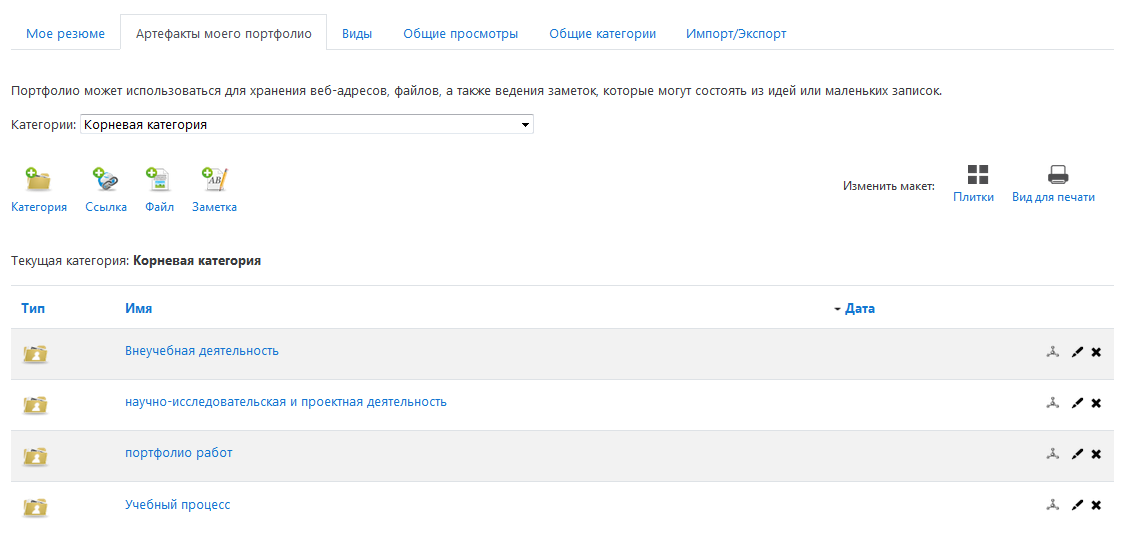 Мое резюме Артефакты моего портфолио Виды Общие просмотры Общие категории Импорт/Экспорт
Портфолио может использоваться для хранения веб-адресов, файлов, а также ведения заметок, которые могут состоять из идей или маленьких записок.
Категории: Корневая категория
Изменить макет:
Категория Ссылка Файл Заметка Плитки Вид для печати
Текущая категория: Корневая категория
Тип Имя Дата
Внеучебная деятельность
научно-исследовательская и проектная деятельность
портфолио работ
Учебный процесс